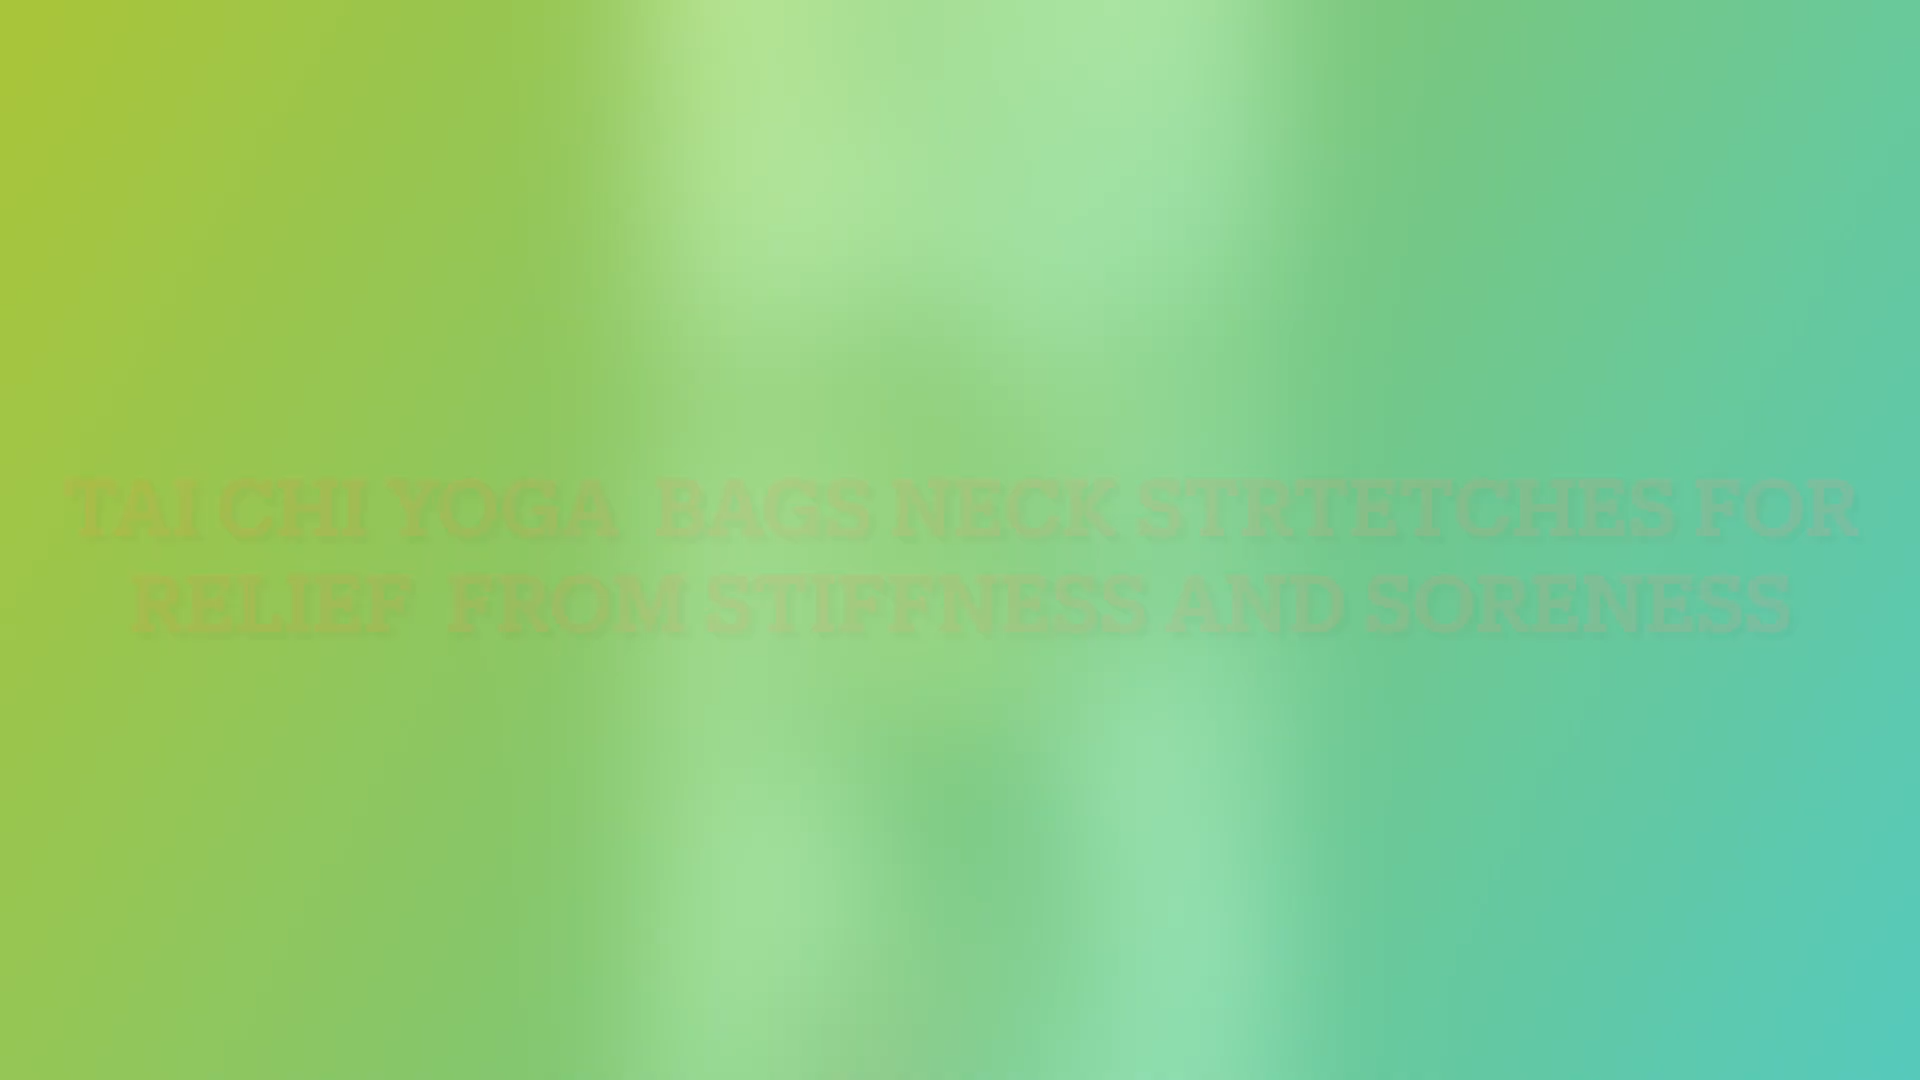 TAI CHI YOGA  BAGS NECK STRTETCHES FOR
RELIEF  FROM STIFFNESS AND SORENESS